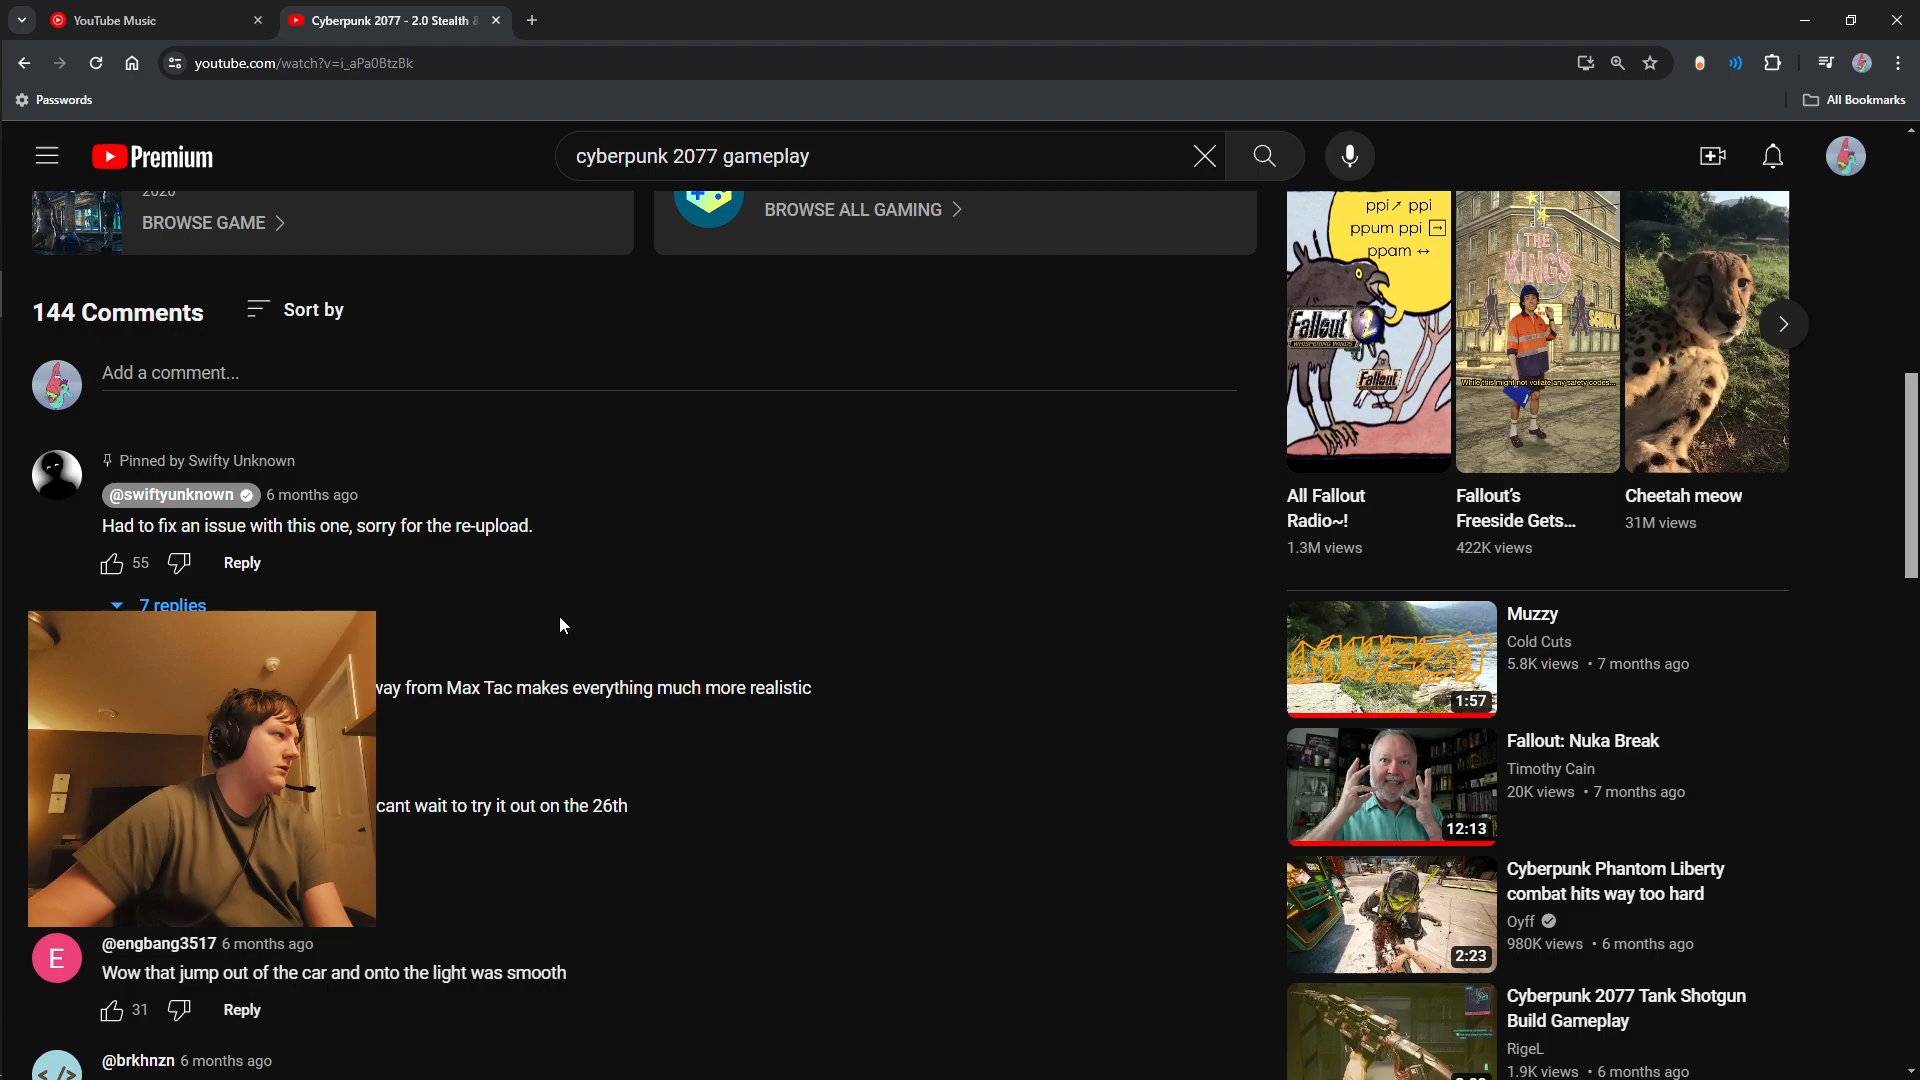 YouTube Music
Cyberpunk 2077 - 2.0 Stealth &
youtube.com/watch?v=i_aPa0BtzBk
Passwords
All Bookmarks
Premium
cyberpunk 2077 gameplay
2020
BROWSE GAME
BROWSE ALL GAMING
144 Comments
Sort by
Add a comment...
Pinned by Swifty Unknown
@swiftyunknown 6 months ago
Had to fix an issue with this one, sorry for the re-upload.
55 Reply
7 replies
way from Max Tac makes everything much more realistic
cant wait to try it out on the 26th
E
@engbang3517 6 months ago
Wow that jump out of the car and onto the light was smooth
31 Reply
</>
@brkhnzn 6 months ago
ppi↗ ppi
ppum ppi →
ppam ↔
Fallout 2
WHISPERING WINDS
Fallout
All Fallout
Radio~!
1.3M views
THE
KINGS
While this might not voilate any safety codes...
Fallout's
Freeside Gets...
422K views
Cheetah meow
31M views
MUZZY
1:57
Muzzy
Cold Cuts
5.8K views • 7 months ago
12:13
Fallout: Nuka Break
Timothy Cain
20K views • 7 months ago
2:23
Cyberpunk Phantom Liberty
combat hits way too hard
Oyff
980K views • 6 months ago
Cyberpunk 2077 Tank Shotgun
Build Gameplay
RigeL
1.9K views • 6 months ago